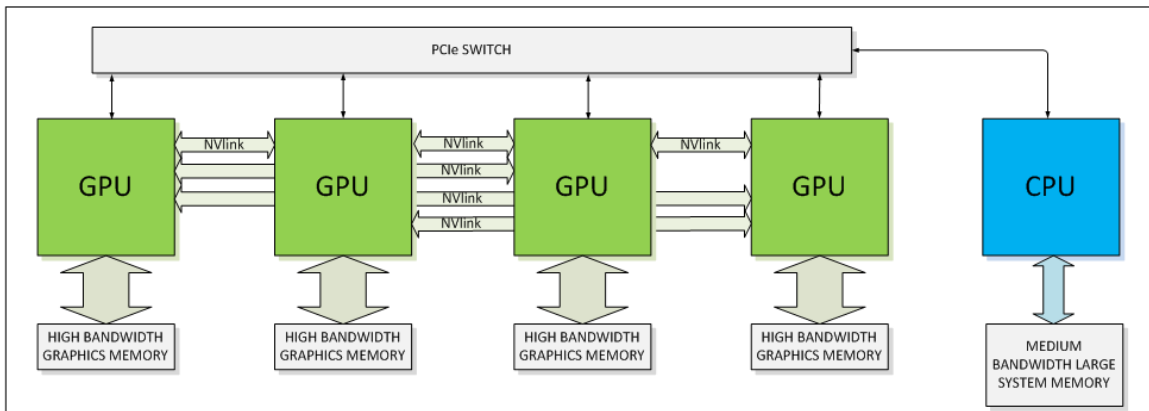 PCIe SWITCH
NVlink
NVlink
NVlink
NVlink
NVlink
NVlink
GPU
GPU
GPU
GPU
CPU
HIGH BANDWIDTH
GRAPHICS MEMORY
HIGH BANDWIDTH
GRAPHICS MEMORY
HIGH BANDWIDTH
GRAPHICS MEMORY
HIGH BANDWIDTH
GRAPHICS MEMORY
MEDIUM
BANDWIDTH LARGE
SYSTEM MEMORY